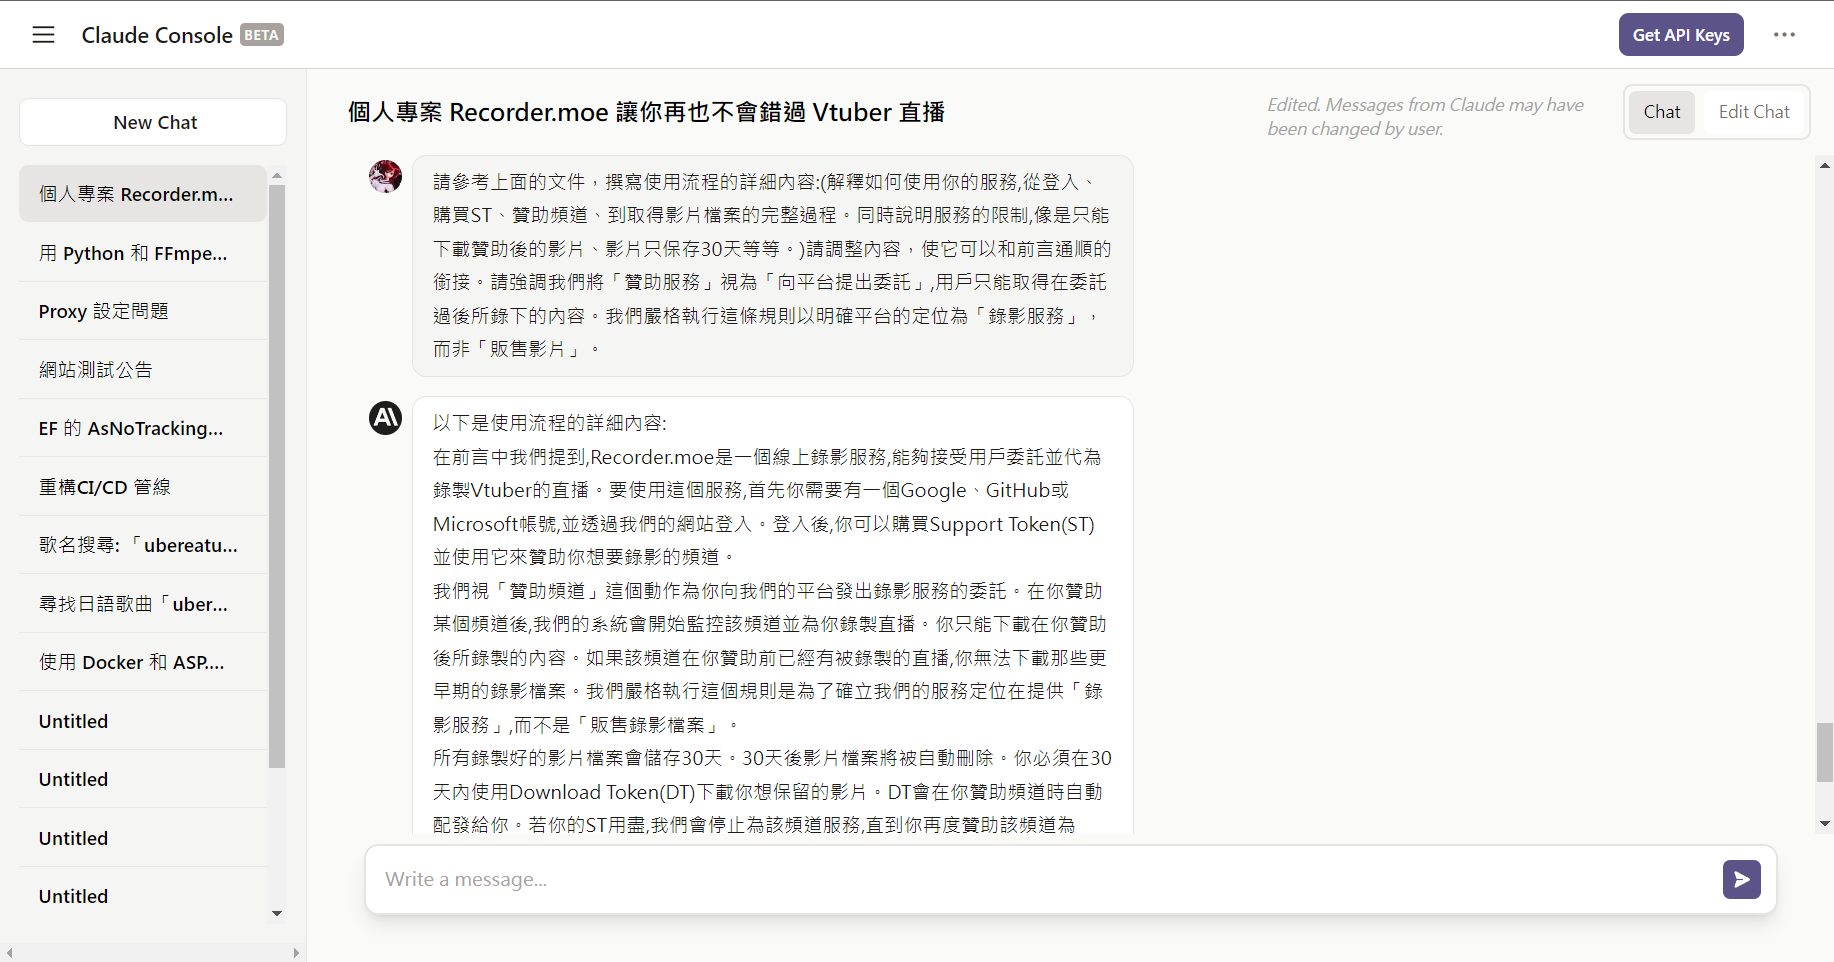 Claude Console BETA
Get API Keys
New Chat
個人專案 Recorder.m...
用 Python 和 FFmpe...
Proxy 設定問題
網站測試公告
EF 的 AsNoTracking...
重構CI/CD 管線
歌名搜尋: 「ubereatu...
尋找日語歌曲「uber...
使用 Docker 和 ASP....
Untitled
Untitled
Untitled
Untitled
個人專案 Recorder.moe 讓你再也不會錯過 Vtuber 直播
Edited. Messages from Claude may have
been changed by user.
Chat
Edit Chat
請參考上面的文件，撰寫使用流程的詳細內容:(解釋如何使用你的服務,從登入、
購買ST、贊助頻道、到取得影片檔案的完整過程。同時說明服務的限制,像是只能
下載贊助後的影片、影片只保存30天等等。)請調整內容，使它可以和前言通順的
銜接。請強調我們將「贊助服務」視為「向平台提出委託」,用戶只能取得在委託
過後所錄下的內容。我們嚴格執行這條規則以明確平台的定位為「錄影服務」，
而非「販售影片」。
AI
以下是使用流程的詳細內容:
在前言中我們提到,Recorder.moe是一個線上錄影服務,能夠接受用戶委託並代為
錄製Vtuber的直播。要使用這個服務,首先你需要有一個Google、GitHub或
Microsoft帳號,並透過我們的網站登入。登入後,你可以購買Support Token(ST)
並使用它來贊助你想要錄影的頻道。
我們視「贊助頻道」這個動作為你向我們的平台發出錄影服務的委託。在你贊助
某個頻道後,我們的系統會開始監控該頻道並為你錄製直播。你只能下載在你贊助
後所錄製的內容。如果該頻道在你贊助前已經有被錄製的直播,你無法下載那些更
早期的錄影檔案。我們嚴格執行這個規則是為了確立我們的服務定位在提供「錄
影服務」,而不是「販售錄影檔案」。
所有錄製好的影片檔案會儲存30天。30天後影片檔案將被自動刪除。你必須在30
天內使用Download Token(DT)下載你想保留的影片。DT會在你贊助頻道時自動
配發給你。若你的ST用盡,我們會停止為該頻道服務,直到你再度贊助該頻道為
Write a message...